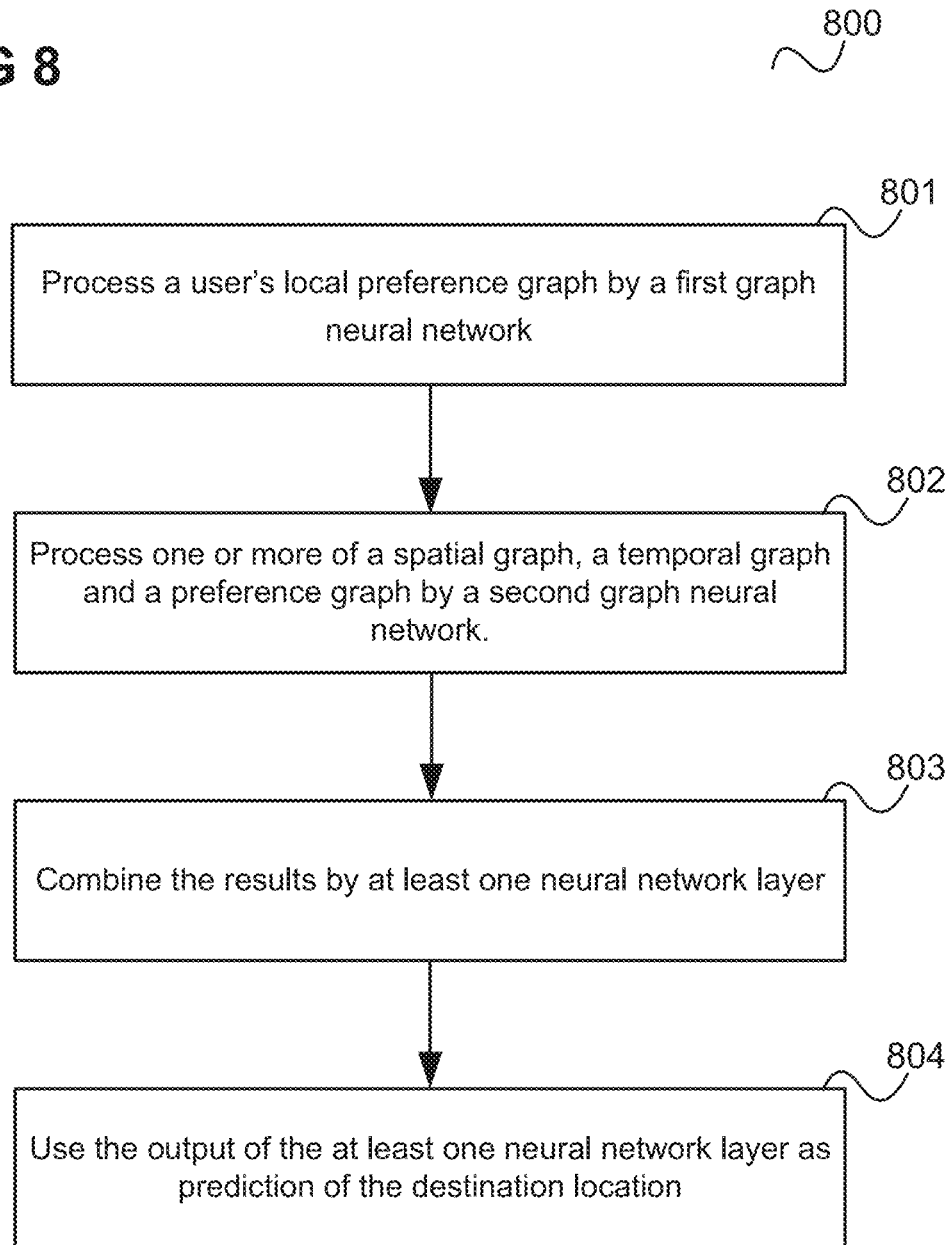 G 8
800
801
Process a user's local preference graph by a first graph
neural network
802
Process one or more of a spatial graph, a temporal graph
and a preference graph by a second graph neural
network.
803
Combine the results by at least one neural network layer
804
Use the output of the at least one neural network layer as
prediction of the destination location